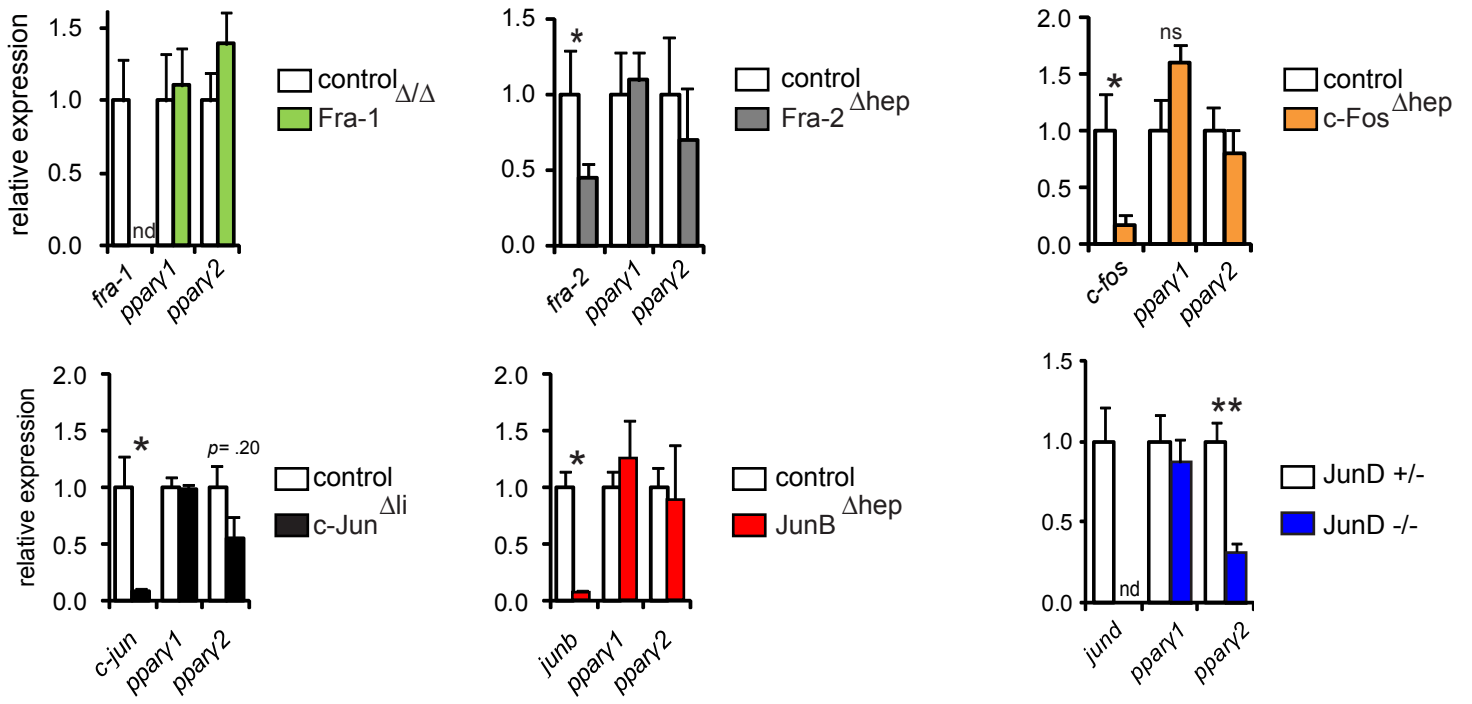 relative expression
1.5
1.0
0.5
0.0
nd
fra-1
pparγ1
pparγ2
control
Fra-1 Δ/Δ
1.5
1.0
0.5
0.0
*
fra-2
pparγ1
pparγ2
control
Fra-2 Δhep
2.0
1.5
1.0
0.5
0.0
*
ns
c-fos
pparγ1
pparγ2
control
c-Fos Δhep
relative expression
2.0
1.5
1.0
0.5
0.0
*
p= .20
c-jun
pparγ1
pparγ2
control
c-Jun Δli
2.0
1.5
1.0
0.5
0.0
*
junb
pparγ1
pparγ2
control
JunB Δhep
1.5
1.0
0.5
0.0
**
nd
jund
pparγ1
pparγ2
JunD +/-
JunD -/-